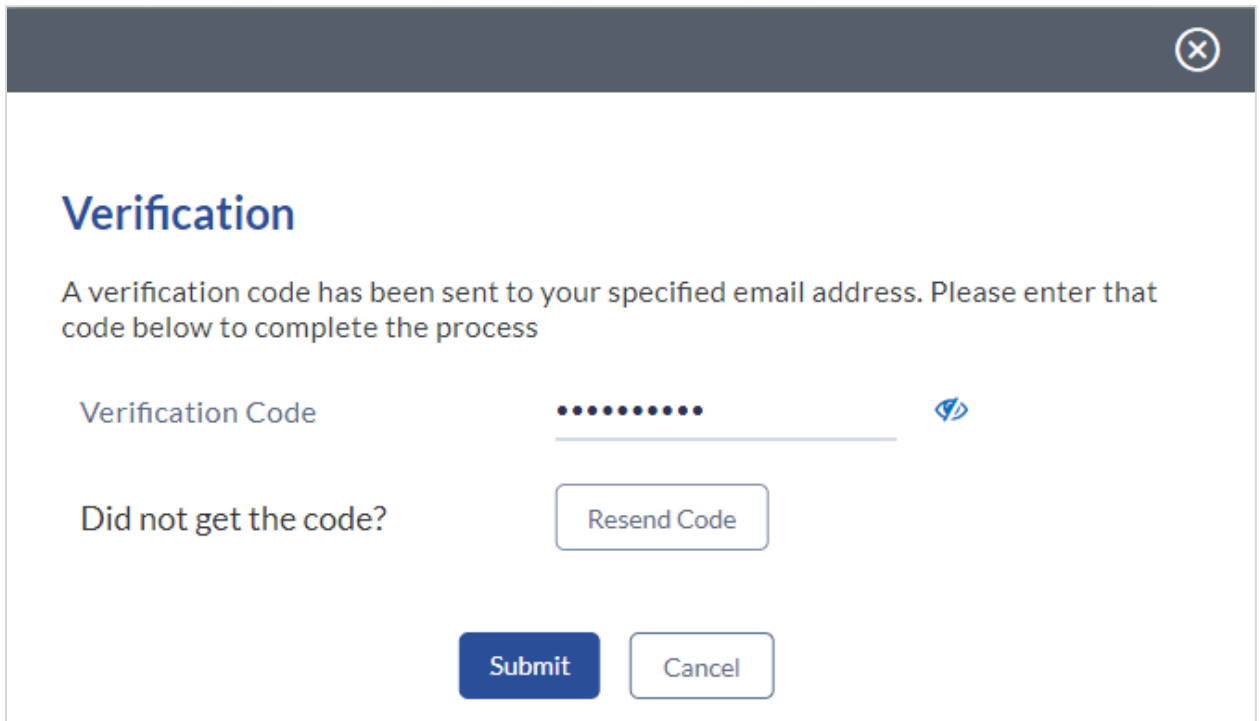 Verification
A verification code has been sent to your specified email address. Please enter that
code below to complete the process
Verification Code ••••••••••
Did not get the code? Resend Code
Submit Cancel